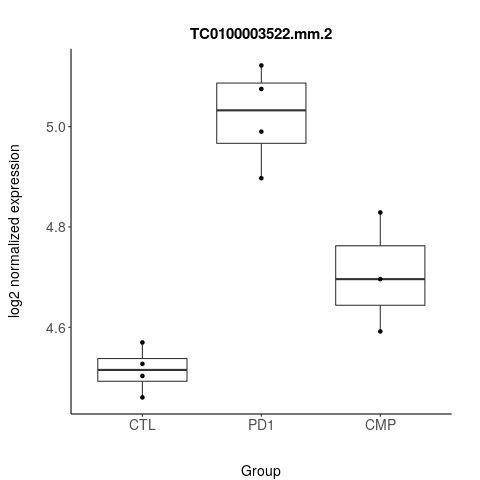 TC0100003522.mm.2
log2 normalized expression
5.0
4.8
4.6
CTL
PD1
CMP
Group